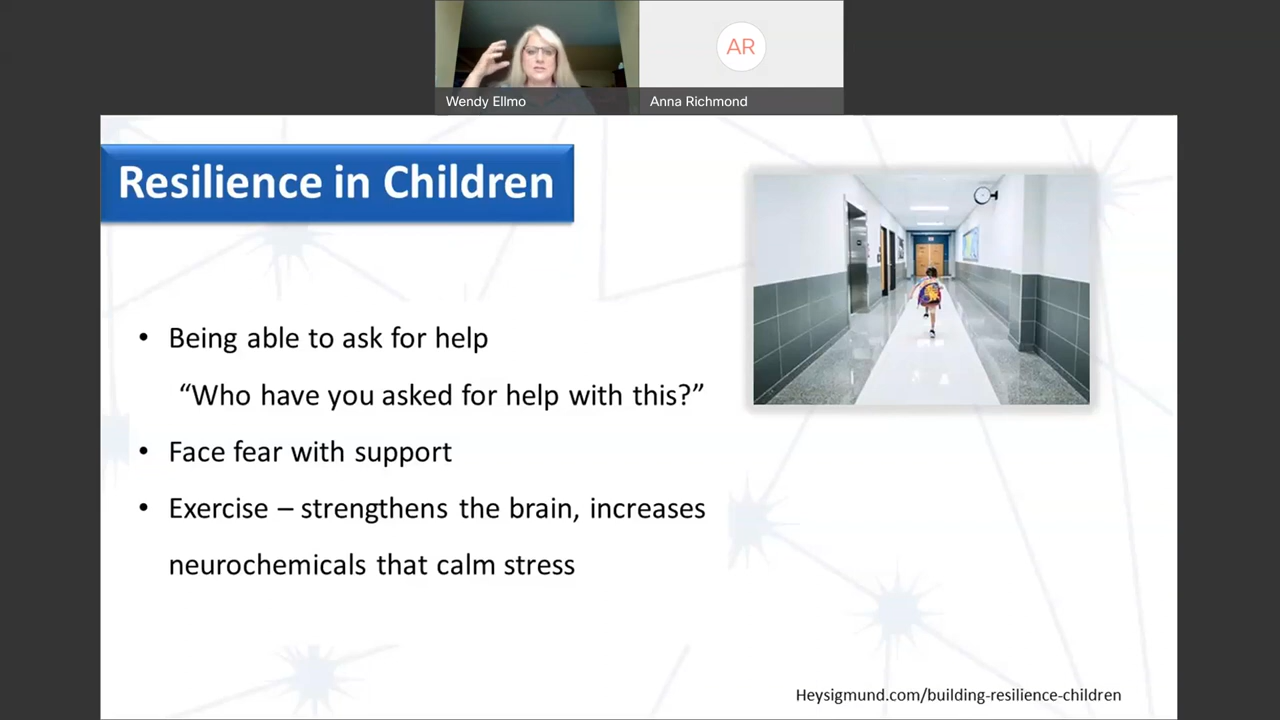 Wendy Ellmo
AR
Anna Richmond
Resilience in Children
• Being able to ask for help
“Who have you asked for help with this?”
• Face fear with support
• Exercise – strengthens the brain, increases
neurochemicals that calm stress
Heysigmund.com/building-resilience-children